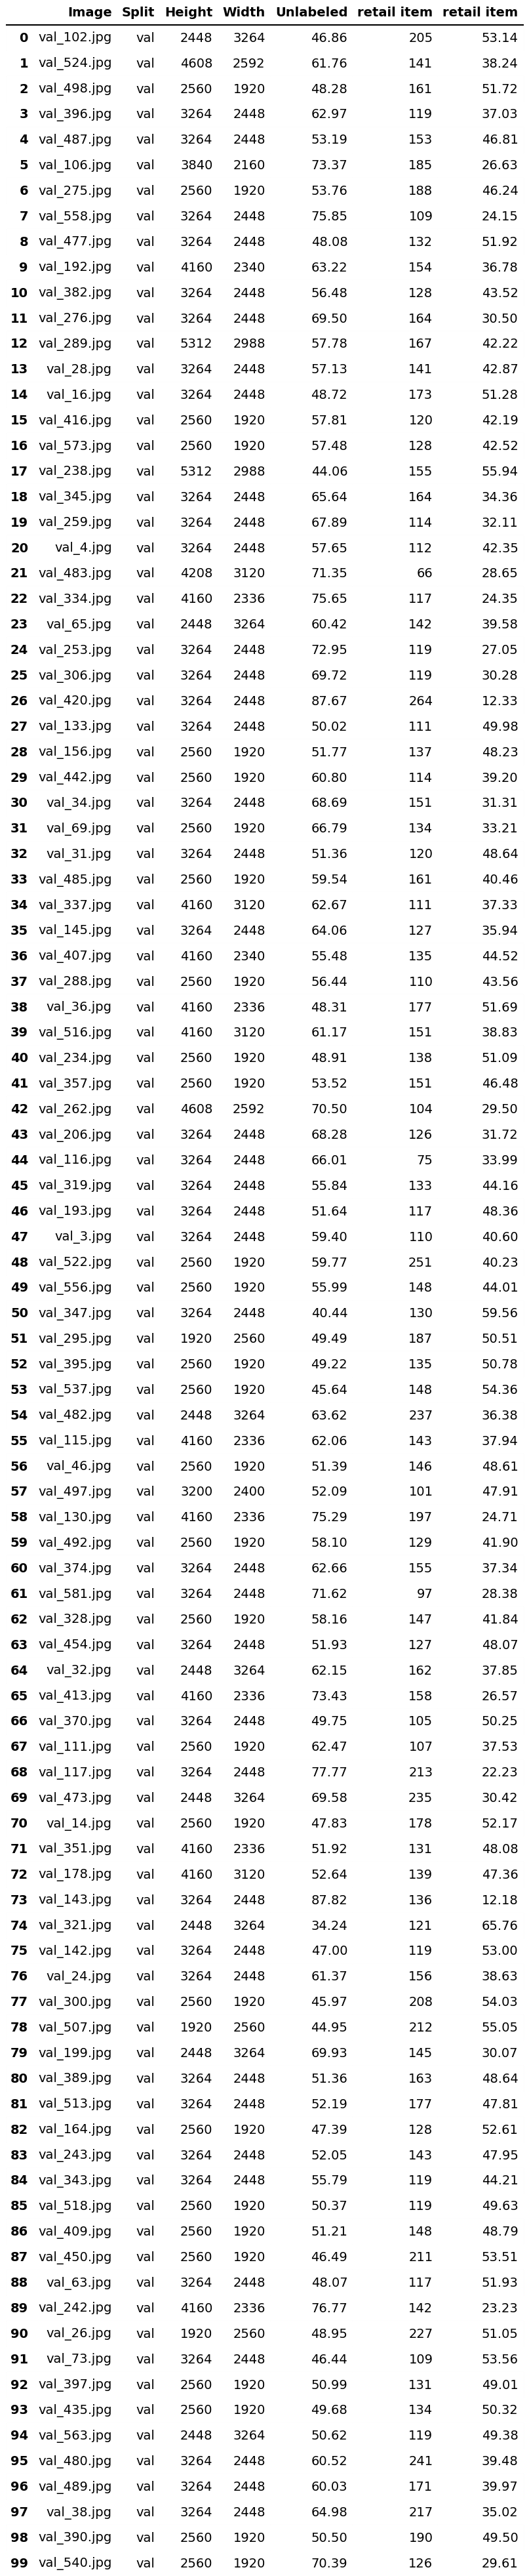 Image Split Height Width Unlabeled retail item retail item
0 val_102.jpg val 2448 3264 46.86 205 53.14
1 val_524.jpg val 4608 2592 61.76 141 38.24
2 val_498.jpg val 2560 1920 48.28 161 51.72
3 val_396.jpg val 3264 2448 62.97 119 37.03
4 val_487.jpg val 3264 2448 53.19 153 46.81
5 val_106.jpg val 3840 2160 73.37 185 26.63
6 val_275.jpg val 2560 1920 53.76 188 46.24
7 val_558.jpg val 3264 2448 75.85 109 24.15
8 val_477.jpg val 3264 2448 48.08 132 51.92
9 val_192.jpg val 4160 2340 63.22 154 36.78
10 val_382.jpg val 3264 2448 56.48 128 43.52
11 val_276.jpg val 3264 2448 69.50 164 30.50
12 val_289.jpg val 5312 2988 57.78 167 42.22
13 val_28.jpg val 3264 2448 57.13 141 42.87
14 val_16.jpg val 3264 2448 48.72 173 51.28
15 val_416.jpg val 2560 1920 57.81 120 42.19
16 val_573.jpg val 2560 1920 57.48 128 42.52
17 val_238.jpg val 5312 2988 44.06 155 55.94
18 val_345.jpg val 3264 2448 65.64 164 34.36
19 val_259.jpg val 3264 2448 67.89 114 32.11
20 val_4.jpg val 3264 2448 57.65 112 42.35
21 val_483.jpg val 4208 3120 71.35 66 28.65
22 val_334.jpg val 4160 2336 75.65 117 24.35
23 val_65.jpg val 2448 3264 60.42 142 39.58
24 val_253.jpg val 3264 2448 72.95 119 27.05
25 val_306.jpg val 3264 2448 69.72 119 30.28
26 val_420.jpg val 3264 2448 87.67 264 12.33
27 val_133.jpg val 3264 2448 50.02 111 49.98
28 val_156.jpg val 2560 1920 51.77 137 48.23
29 val_442.jpg val 2560 1920 60.80 114 39.20
30 val_34.jpg val 3264 2448 68.69 151 31.31
31 val_69.jpg val 2560 1920 66.79 134 33.21
32 val_31.jpg val 3264 2448 51.36 120 48.64
33 val_485.jpg val 2560 1920 59.54 161 40.46
34 val_337.jpg val 4160 3120 62.67 111 37.33
35 val_145.jpg val 3264 2448 64.06 127 35.94
36 val_407.jpg val 4160 2340 55.48 135 44.52
37 val_288.jpg val 2560 1920 56.44 110 43.56
38 val_36.jpg val 4160 2336 48.31 177 51.69
39 val_516.jpg val 4160 3120 61.17 151 38.83
40 val_234.jpg val 2560 1920 48.91 138 51.09
41 val_357.jpg val 2560 1920 53.52 151 46.48
42 val_262.jpg val 4608 2592 70.50 104 29.50
43 val_206.jpg val 3264 2448 68.28 126 31.72
44 val_116.jpg val 3264 2448 66.01 75 33.99
45 val_319.jpg val 3264 2448 55.84 133 44.16
46 val_193.jpg val 3264 2448 51.64 117 48.36
47 val_3.jpg val 3264 2448 59.40 110 40.60
48 val_522.jpg val 2560 1920 59.77 251 40.23
49 val_556.jpg val 2560 1920 55.99 148 44.01
50 val_347.jpg val 3264 2448 40.44 130 59.56
51 val_295.jpg val 1920 2560 49.49 187 50.51
52 val_395.jpg val 2560 1920 49.22 135 50.78
53 val_537.jpg val 2560 1920 45.64 148 54.36
54 val_482.jpg val 2448 3264 63.62 237 36.38
55 val_115.jpg val 4160 2336 62.06 143 37.94
56 val_46.jpg val 2560 1920 51.39 146 48.61
57 val_497.jpg val 3200 2400 52.09 101 47.91
58 val_130.jpg val 4160 2336 75.29 197 24.71
59 val_492.jpg val 2560 1920 58.10 129 41.90
60 val_374.jpg val 3264 2448 62.66 155 37.34
61 val_581.jpg val 3264 2448 71.62 97 28.38
62 val_328.jpg val 2560 1920 58.16 147 41.84
63 val_454.jpg val 3264 2448 51.93 127 48.07
64 val_32.jpg val 2448 3264 62.15 162 37.85
65 val_413.jpg val 4160 2336 73.43 158 26.57
66 val_370.jpg val 3264 2448 49.75 105 50.25
67 val_111.jpg val 2560 1920 62.47 107 37.53
68 val_117.jpg val 3264 2448 77.77 213 22.23
69 val_473.jpg val 2448 3264 69.58 235 30.42
70 val_14.jpg val 2560 1920 47.83 178 52.17
71 val_351.jpg val 4160 2336 51.92 131 48.08
72 val_178.jpg val 4160 3120 52.64 139 47.36
73 val_143.jpg val 3264 2448 87.82 136 12.18
74 val_321.jpg val 2448 3264 34.24 121 65.76
75 val_142.jpg val 3264 2448 47.00 119 53.00
76 val_24.jpg val 3264 2448 61.37 156 38.63
77 val_300.jpg val 2560 1920 45.97 208 54.03
78 val_507.jpg val 1920 2560 44.95 212 55.05
79 val_199.jpg val 2448 3264 69.93 145 30.07
80 val_389.jpg val 3264 2448 51.36 163 48.64
81 val_513.jpg val 3264 2448 52.19 177 47.81
82 val_164.jpg val 2560 1920 47.39 128 52.61
83 val_243.jpg val 3264 2448 52.05 143 47.95
84 val_343.jpg val 3264 2448 55.79 119 44.21
85 val_518.jpg val 2560 1920 50.37 119 49.63
86 val_409.jpg val 2560 1920 51.21 148 48.79
87 val_450.jpg val 2560 1920 46.49 211 53.51
88 val_63.jpg val 3264 2448 48.07 117 51.93
89 val_242.jpg val 4160 2336 76.77 142 23.23
90 val_26.jpg val 1920 2560 48.95 227 51.05
91 val_73.jpg val 3264 2448 46.44 109 53.56
92 val_397.jpg val 2560 1920 50.99 131 49.01
93 val_435.jpg val 2560 1920 49.68 134 50.32
94 val_563.jpg val 2448 3264 50.62 119 49.38
95 val_480.jpg val 3264 2448 60.52 241 39.48
96 val_489.jpg val 3264 2448 60.03 171 39.97
97 val_38.jpg val 3264 2448 64.98 217 35.02
98 val_390.jpg val 2560 1920 50.50 190 49.50
99 val_540.jpg val 2560 1920 70.39 126 29.61